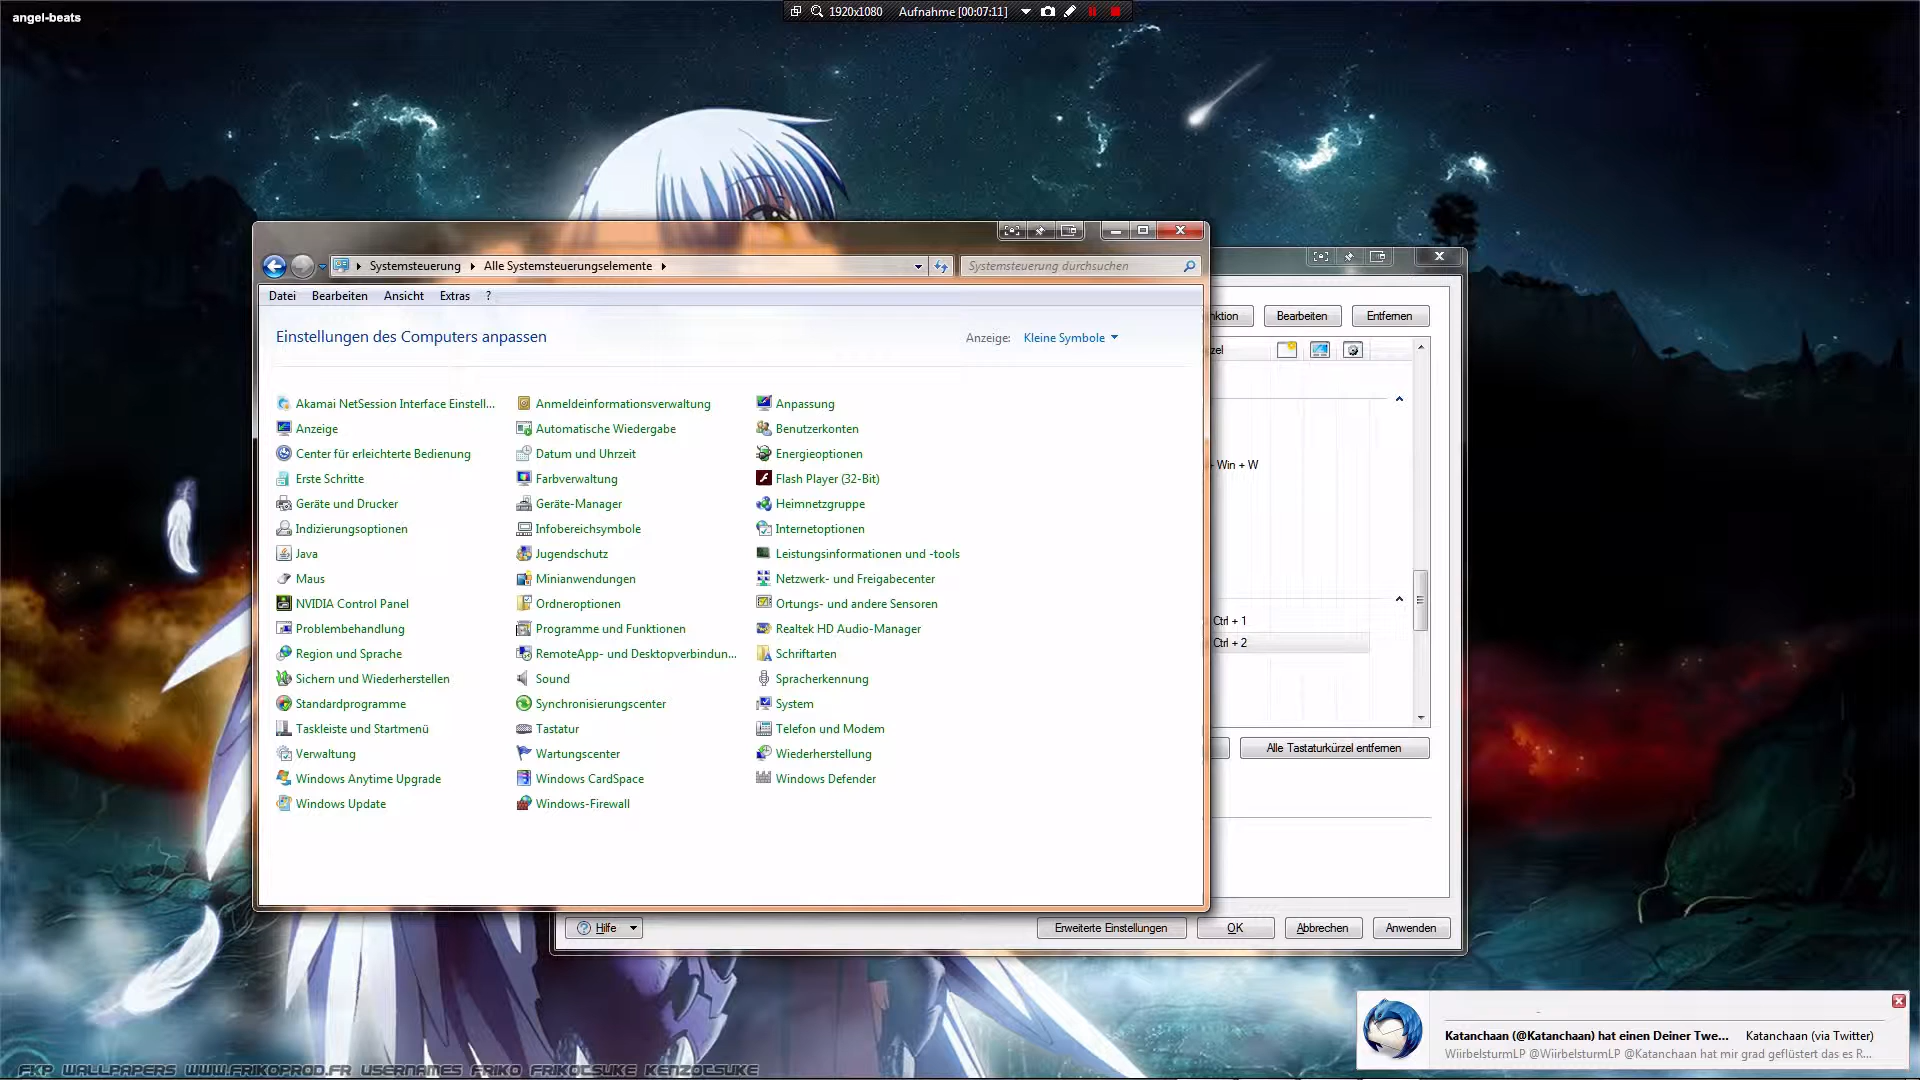 angel-beats
1920x1080 Aufnahme [00:07:11]
Systemsteuerung Alle Systemsteuerungselemente
Systemsteuerung durchsuchen
Datei Bearbeiten Ansicht Extras ?
Einstellungen des Computers anpassen
Anzeige: Kleine Symbole
Akamai NetSession Interface Einstell... Anmeldeinformationsverwaltung Anpassung
Anzeige Automatische Wiedergabe Benutzerkonten
Center für erleichterte Bedienung Datum und Uhrzeit Energieoptionen
Erste Schritte Farbverwaltung Flash Player (32-Bit)
Geräte und Drucker Geräte-Manager Heimnetzgruppe
Indizierungsoptionen Infobereichsymbole Internetoptionen
Java Jugendschutz Leistungsinformationen und -tools
Maus Minianwendungen Netzwerk- und Freigabecenter
NVIDIA Control Panel Ordneroptionen Ortungs- und andere Sensoren
Problembehandlung Programme und Funktionen Realtek HD Audio-Manager
Region und Sprache RemoteApp- und Desktopverbindun... Schriftarten
Sichern und Wiederherstellen Sound Spracherkennung
Standardprogramme Synchronisierungscenter System
Taskleiste und Startmenü Tastatur Telefon und Modem
Verwaltung Wartungscenter Wiederherstellung
Windows Anytime Upgrade Windows CardSpace Windows Defender
Windows Update Windows-Firewall
nktion Bearbeiten Entfernen
zel
+ Win + W
Ctrl + 1
Ctrl + 2
Alle Tastaturkürzel entfernen
Hilfe Erweiterte Einstellungen OK Abbrechen Anwenden
Katanchaan (@Katanchaan) hat einen Deiner Twe... Katanchaan (via Twitter)
WiirbelsturmLP @WiirbelsturmLP @Katanchaan hat mir grad geflüstert das es R...
FKP WALLPAPERS WWW.FRIKOPROD.FR USERNAMES FRIKO FRIKOTSUKE KENZOTSUKE